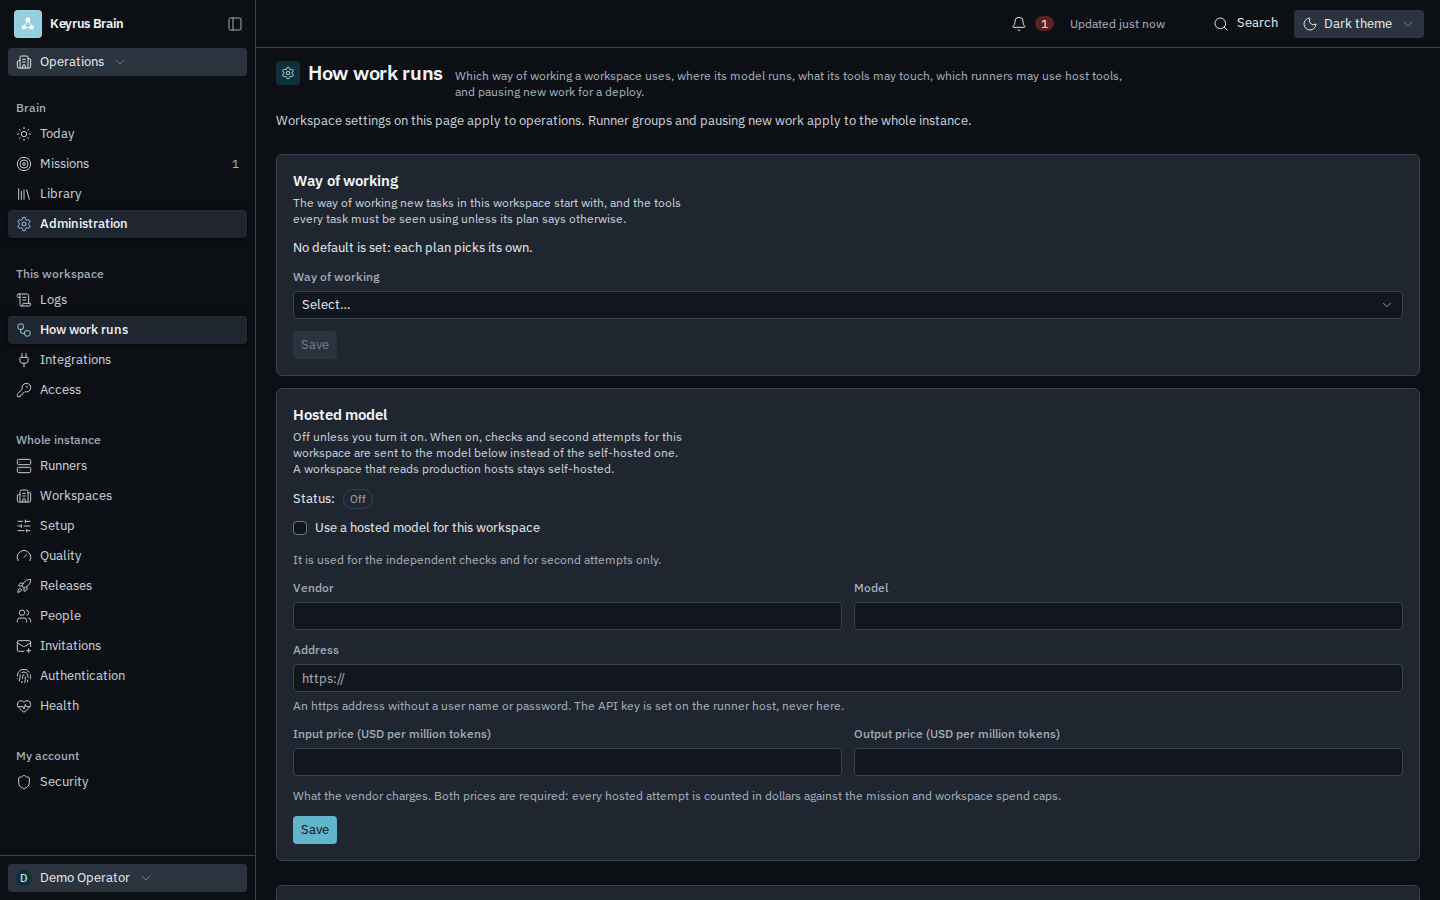 Keyrus Brain
1
Updated just now
Search
Dark theme
Operations
Brain
Today
Missions 1
Library
Administration
This workspace
Logs
How work runs
Integrations
Access
Whole instance
Runners
Workspaces
Setup
Quality
Releases
People
Invitations
Authentication
Health
My account
Security
D Demo Operator
How work runs
Which way of working a workspace uses, where its model runs, what its tools may touch, which runners may use host tools,
and pausing new work for a deploy.
Workspace settings on this page apply to operations. Runner groups and pausing new work apply to the whole instance.
Way of working
The way of working new tasks in this workspace start with, and the tools
every task must be seen using unless its plan says otherwise.
No default is set: each plan picks its own.
Way of working
Select...
Save
Hosted model
Off unless you turn it on. When on, checks and second attempts for this
workspace are sent to the model below instead of the self-hosted one.
A workspace that reads production hosts stays self-hosted.
Status: Off
Use a hosted model for this workspace
It is used for the independent checks and for second attempts only.
Vendor
Model
Address
https://
An https address without a user name or password. The API key is set on the runner host, never here.
Input price (USD per million tokens)
Output price (USD per million tokens)
What the vendor charges. Both prices are required: every hosted attempt is counted in dollars against the mission and workspace spend caps.
Save